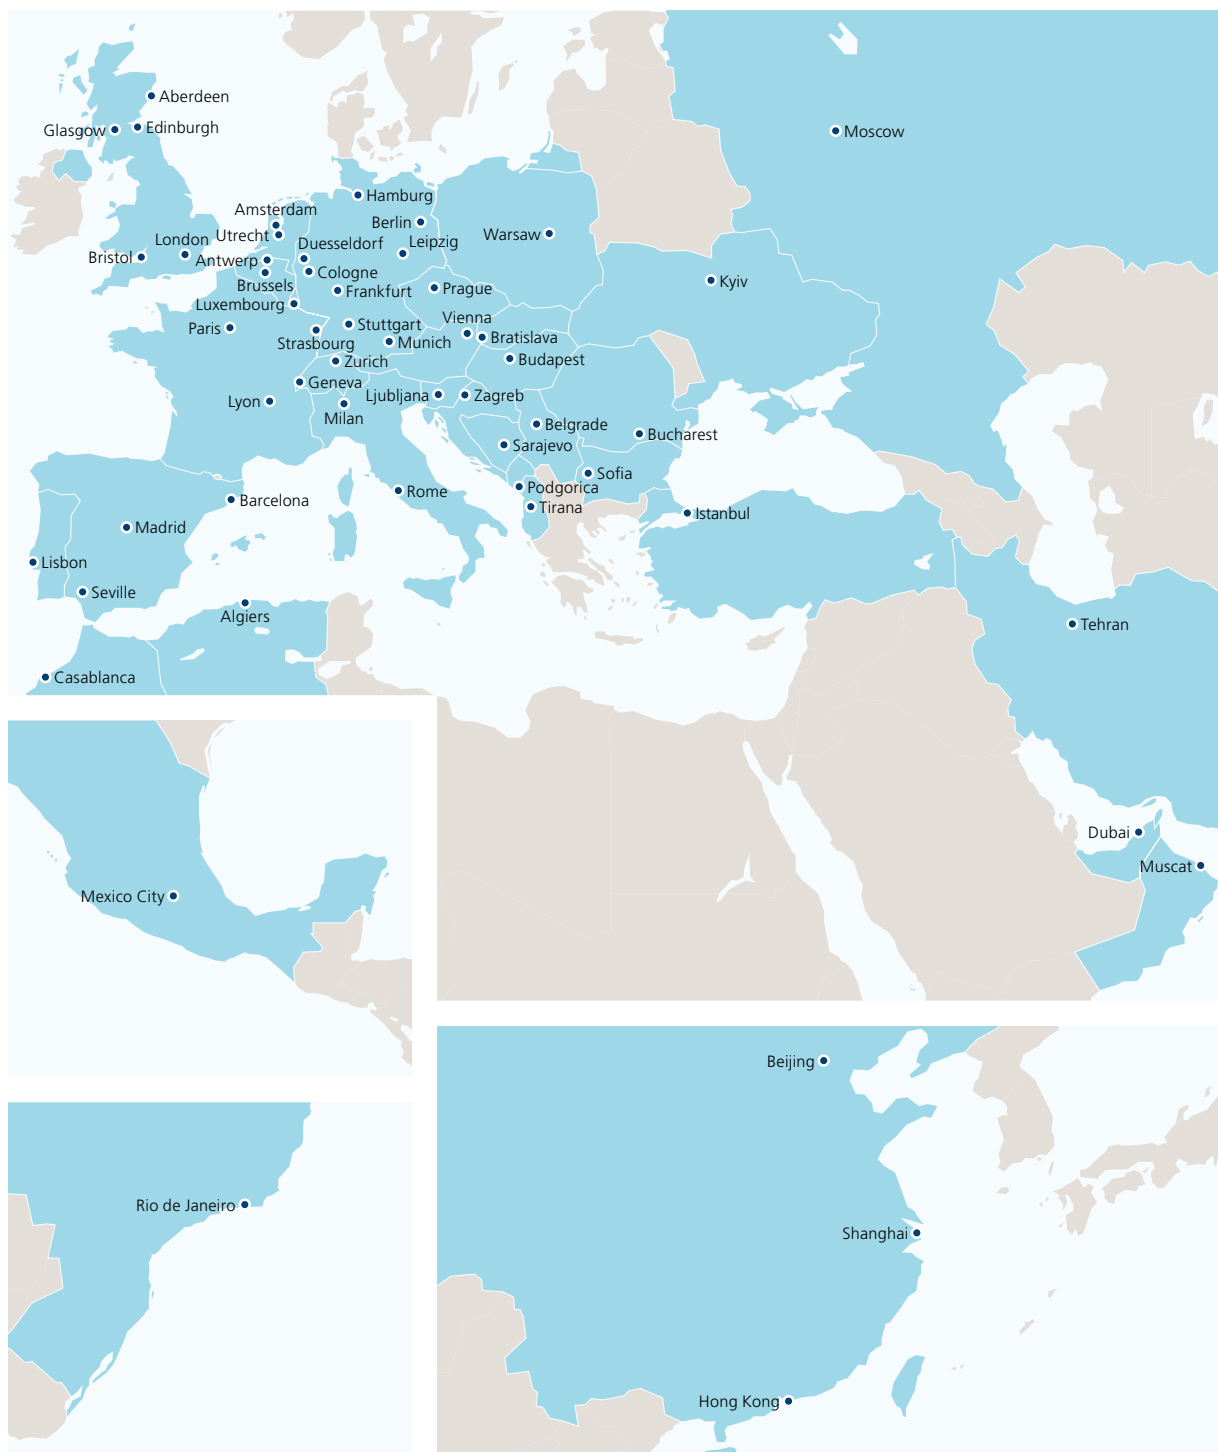 Aberdeen
Glasgow
Edinburgh
Moscow
Hamburg
Amsterdam
Berlin
Utrecht
Warsaw
London
Duesseldorf
Leipzig
Bristol
Antwerp
Cologne
Kyiv
Brussels
Frankfurt
Prague
Luxembourg
Vienna
Paris
Stuttgart
Strasbourg
Munich
Bratislava
Zurich
Budapest
Geneva
Lyon
Ljubljana
Zagreb
Milan
Belgrade
Bucharest
Sarajevo
Sofia
Podgorica
Rome
Barcelona
Tirana
Istanbul
Madrid
Lisbon
Seville
Algiers
Tehran
Casablanca
Dubai
Muscat
Mexico City
Beijing
Rio de Janeiro
Shanghai
Hong Kong